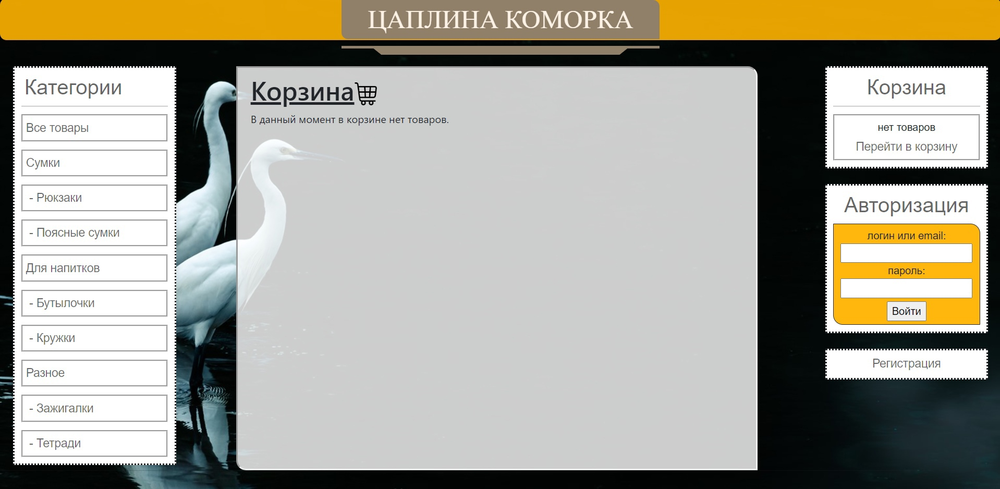 ЦАПЛИНА КОМОРКА
Категории
Все товары
Сумки
- Рюкзаки
- Поясные сумки
Для напитков
- Бутылочки
- Кружки
Разное
- Зажигалки
- Тетради
Корзина
В данный момент в корзине нет товаров.
Корзина
нет товаров
Перейти в корзину
Авторизация
логин или email:
пароль:
Войти
Регистрация